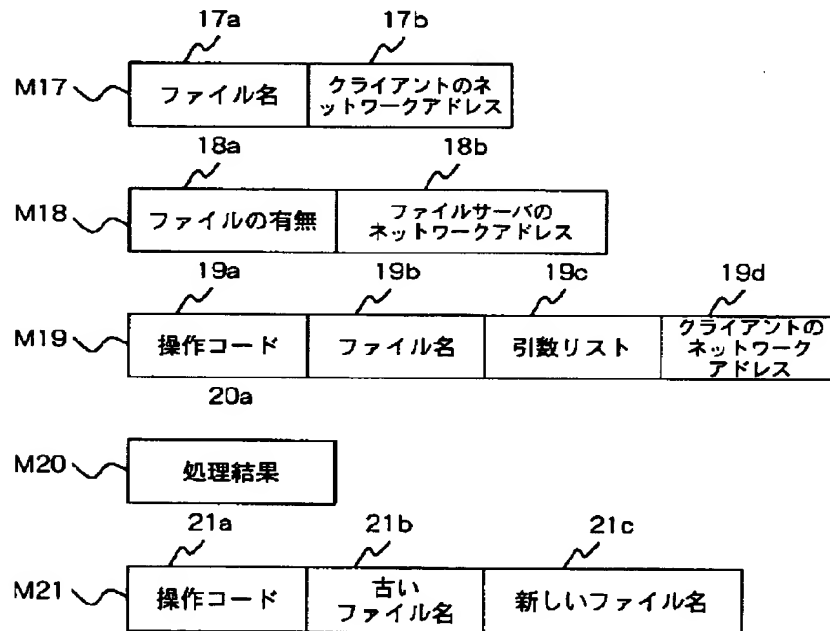 17a 17b
M17 ファイル名 クライアントのネ
ットワークアドレス
18a 18b
M18 ファイルの有無 ファイルサーバの
ネットワークアドレス
19a 19b 19c 19d
M19 操作コード ファイル名 引数リスト クライアントの
ネットワーク
アドレス
20a
M20 処理結果
21a 21b 21c
M21 操作コード 古い
ファイル名 新しいファイル名